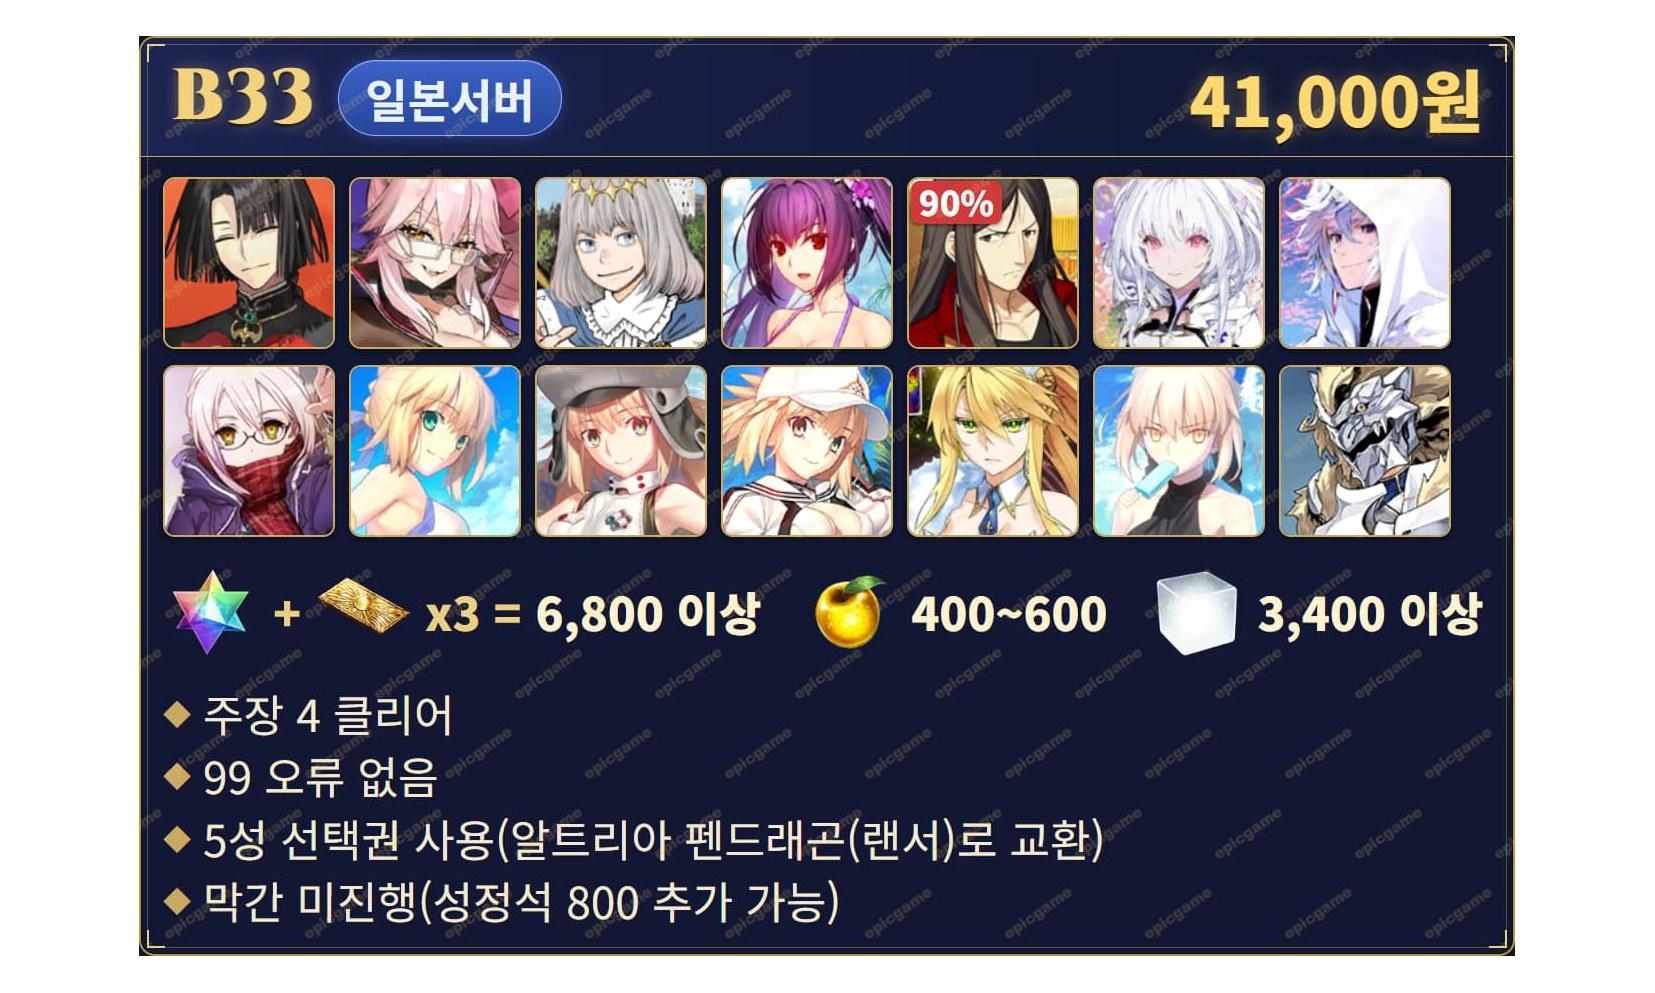 B33 일본서버 41,000원
90%
+ x3 = 6,800 이상 400~600 3,400 이상
주장 4 클리어
99 오류 없음
5성 선택권 사용(알트리아 펜드래곤(랜서)로 교환)
막간 미진행(성정석 800 추가 가능)
epicgame